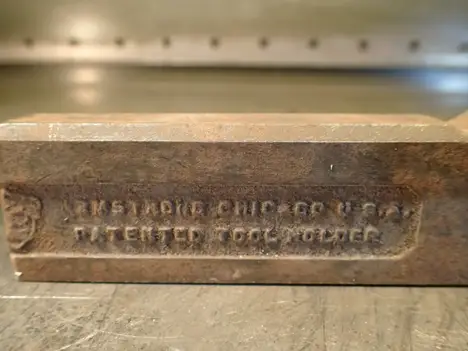 ARMSTRONG CHICAGO U.S.A.
PATENTED TOOL HOLDER